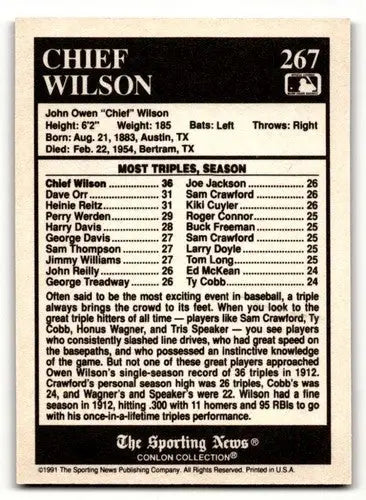 CHIEF 267
WILSON
John Owen "Chief" Wilson
Height: 6'2" Weight: 185 Bats: Left Throws: Right
Born: Aug. 21, 1883, Austin, TX
Died: Feb. 22, 1954, Bertram, TX
MOST TRIPLES, SEASON
Chief Wilson 36 Joe Jackson 26
Dave Orr 31 Sam Crawford 26
Heinie Reitz 31 Kiki Cuyler 26
Perry Werden 29 Roger Connor 25
Harry Davis 28 Buck Freeman 25
George Davis 27 Sam Crawford 25
Sam Thompson 27 Larry Doyle 25
Jimmy Williams 27 Tom Long 25
John Reilly 26 Ed McKean 24
George Treadway 26 Ty Cobb 24
Often said to be the most exciting event in baseball, a triple
always brings the crowd to its feet. When you look to the
great triple hitters of all time — players like Sam Crawford, Ty
Cobb, Honus Wagner, and Tris Speaker — you see players
who consistently slashed line drives, who had great speed on
the basepaths, and who possessed an instinctive knowledge
of the game. But not one of these great players approached
Owen Wilson's single-season record of 36 triples in 1912.
Crawford's personal season high was 26 triples, Cobb's was
24, and Wagner's and Speaker's were 22. Wilson had a fine
season in 1912, hitting .300 with 11 homers and 95 RBIs to go
with his once-in-a-lifetime triples performance.
The Sporting News®
CONLON COLLECTION®
©1991 The Sporting News Publishing Company. All Rights Reserved. Printed in U.S.A.